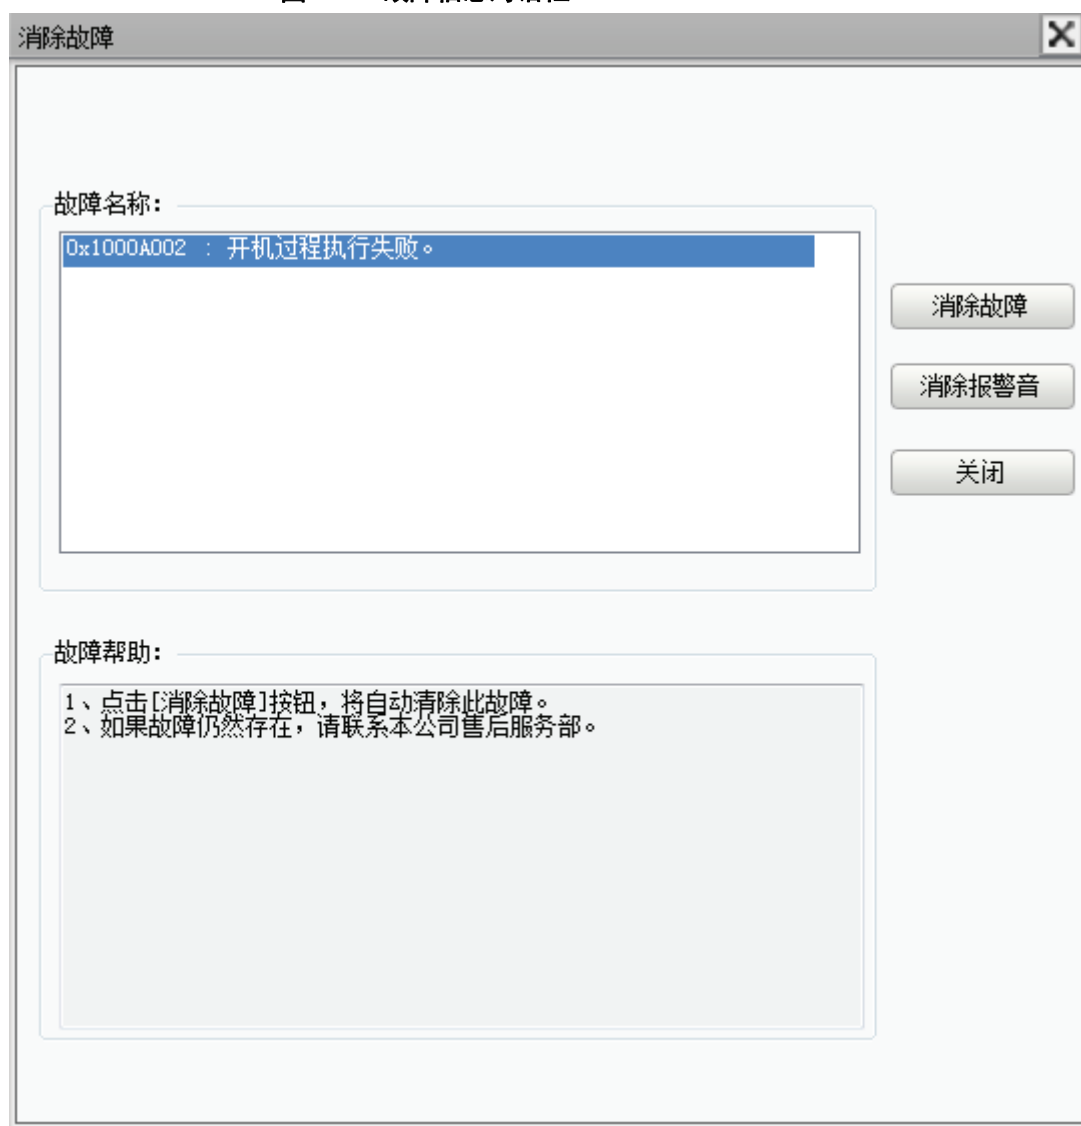 消除故障
故障名称：
0x1000A002 : 开机过程执行失败。
消除故障
消除报警音
关闭
故障帮助：
1、点击[消除故障]按钮，将自动清除此故障。
2、如果故障仍然存在，请联系本公司售后服务部。